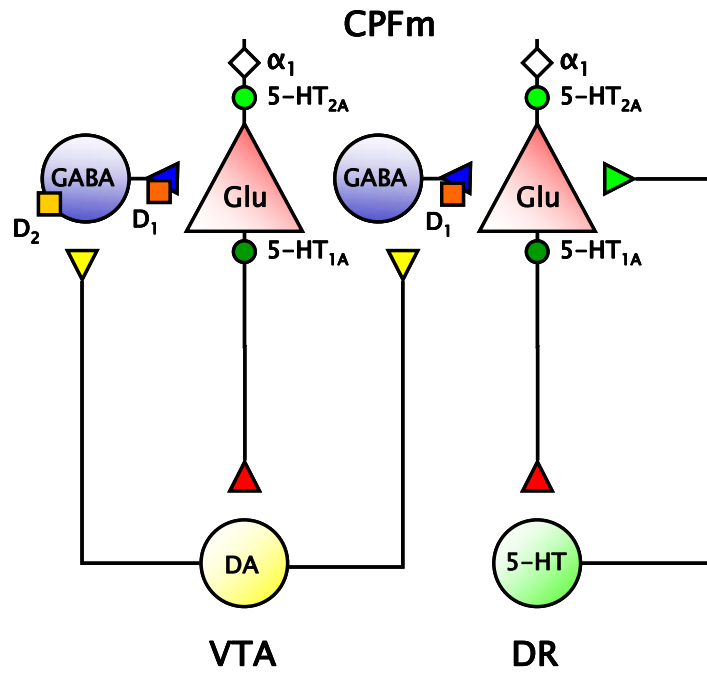 CPFm
α₁
α₁
5-HT₂A
5-HT₂A
GABA
GABA
Glu
Glu
D₂
D₁
D₁
5-HT₁A
5-HT₁A
DA
5-HT
VTA
DR